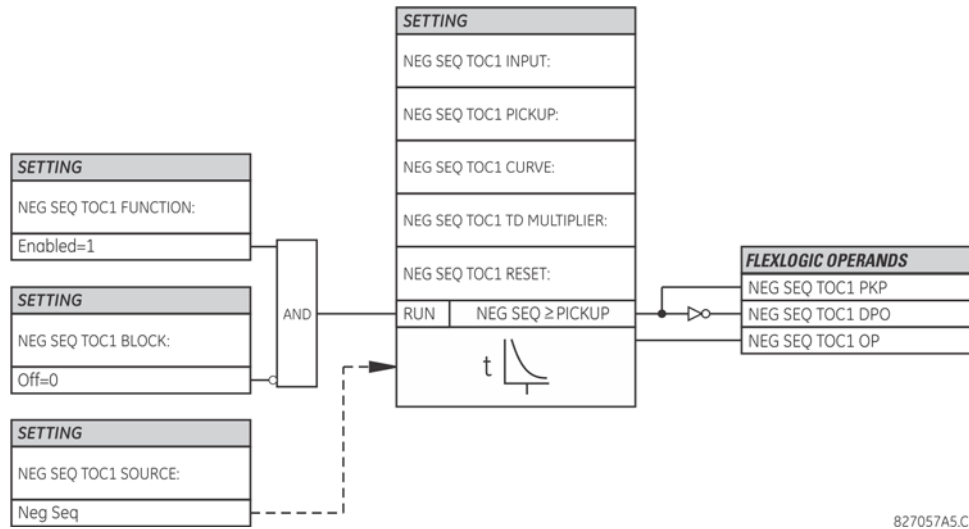 SETTING
NEG SEQ TOC1 FUNCTION:
Enabled=1
SETTING
NEG SEQ TOC1 BLOCK:
Off=0
SETTING
NEG SEQ TOC1 SOURCE:
Neg Seq
AND
SETTING
NEG SEQ TOC1 INPUT:
NEG SEQ TOC1 PICKUP:
NEG SEQ TOC1 CURVE:
NEG SEQ TOC1 TD MULTIPLIER:
NEG SEQ TOC1 RESET:
RUN NEG SEQ ≥ PICKUP
t
FLEXLOGIC OPERANDS
NEG SEQ TOC1 PKP
NEG SEQ TOC1 DPO
NEG SEQ TOC1 OP
827057A5.C